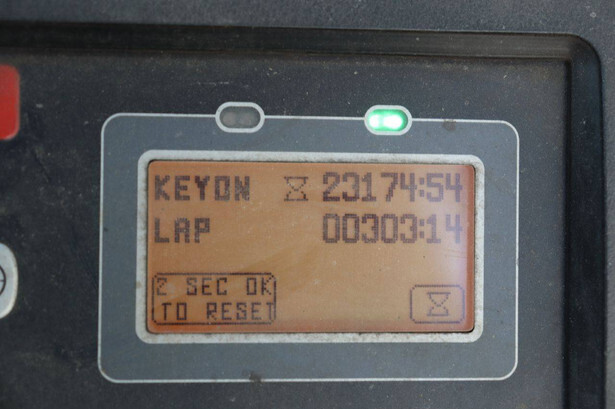 KEYON 23174:54
LAP 00303:14
2 SEC OK
TO RESET